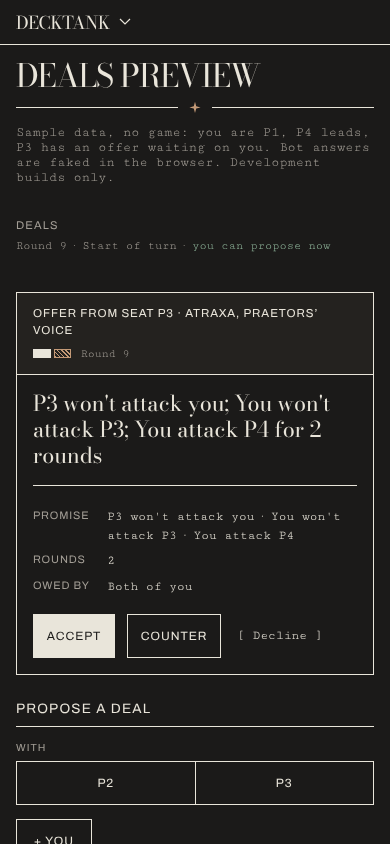 DECKTANK
DEALS PREVIEW
Sample data, no game: you are P1, P4 leads,
P3 has an offer waiting on you. Bot answers
are faked in the browser. Development
builds only.
DEALS
Round 9 · Start of turn · you can propose now
OFFER FROM SEAT P3 · ATRAXA, PRAETORS’
VOICE
Round 9
P3 won't attack you; You won't
attack P3; You attack P4 for 2
rounds
PROMISE P3 won't attack you · You won't
attack P3 · You attack P4
ROUNDS 2
OWED BY Both of you
ACCEPT COUNTER [ Decline ]
PROPOSE A DEAL
WITH
P2 P3
+ YOU